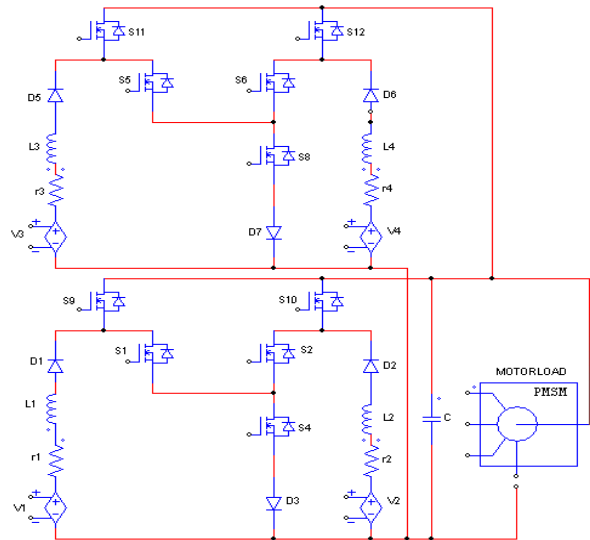 S11
S12
S5
S6
D5
D6
L3
S8
L4
r3
r4
V3
D7
V4
S9
S10
S1
S2
D1
D2
MOTORLOAD
PMSM
L1
S4
L2
C
r1
r2
V1
D3
V2